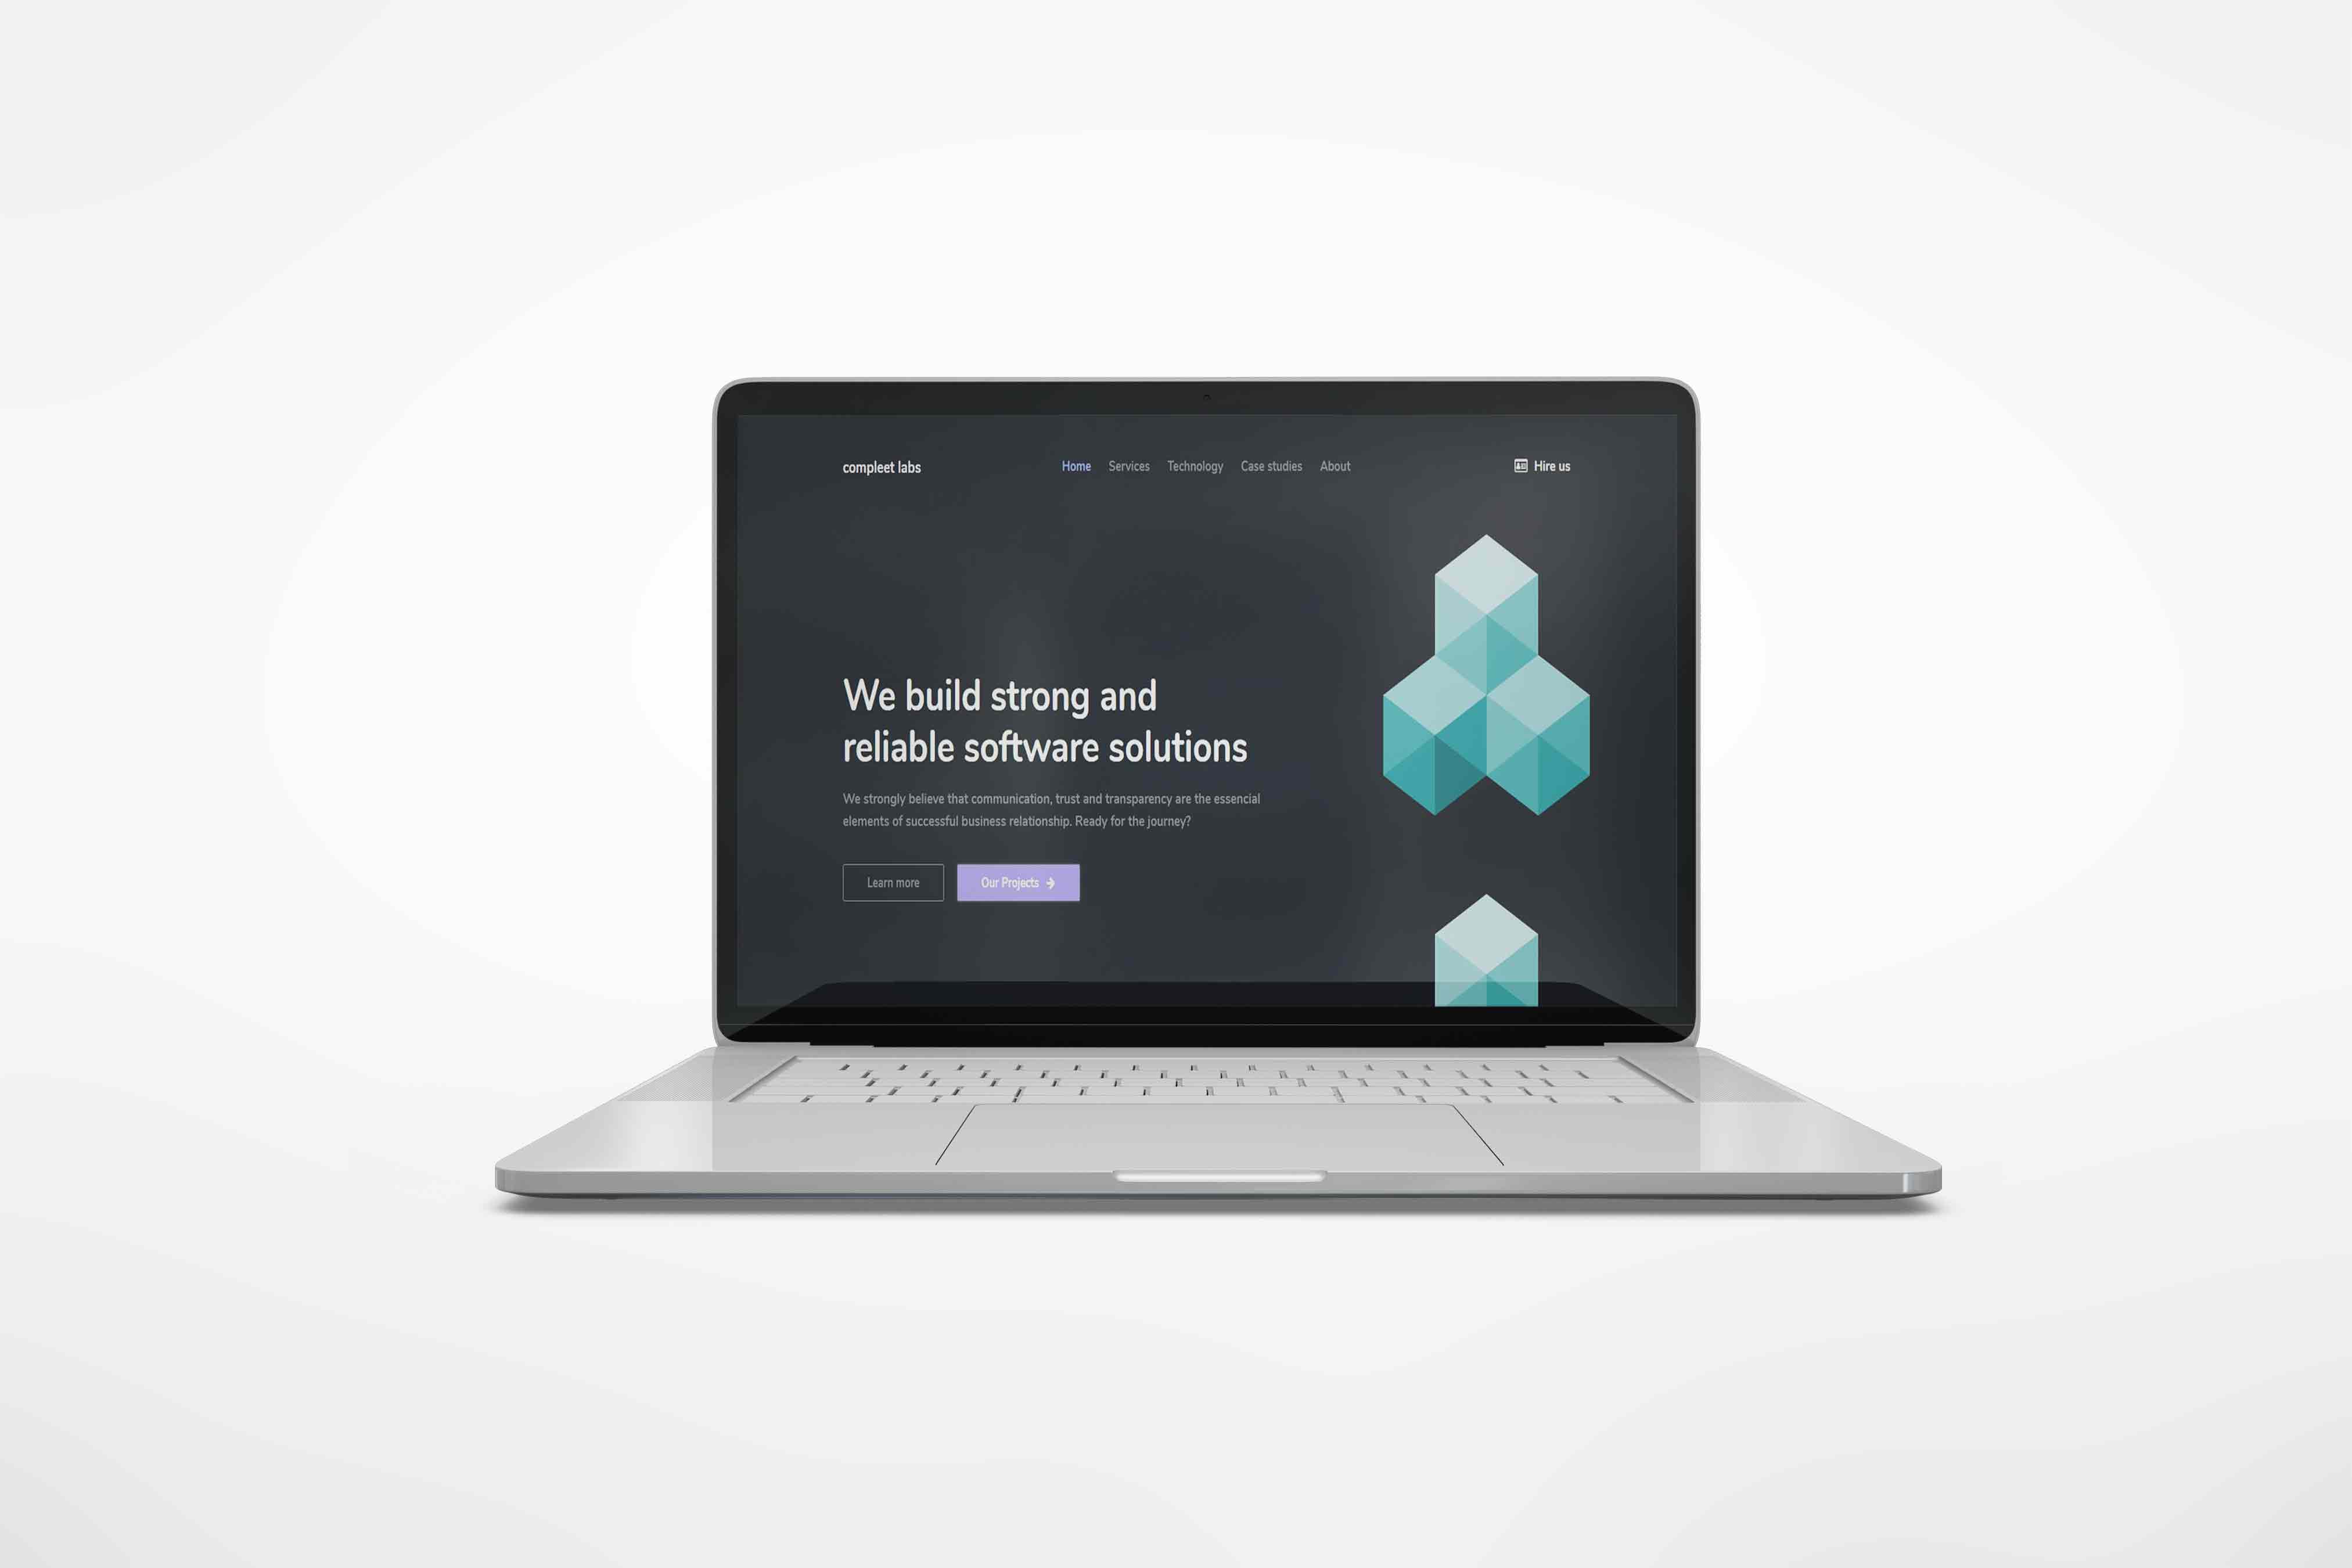 compleet labs
Home Services Technology Case studies About
Hire us
We build strong and
reliable software solutions
We strongly believe that communication, trust and transparency are the essencial
elements of successful business relationship. Ready for the journey?
Learn more
Our Projects